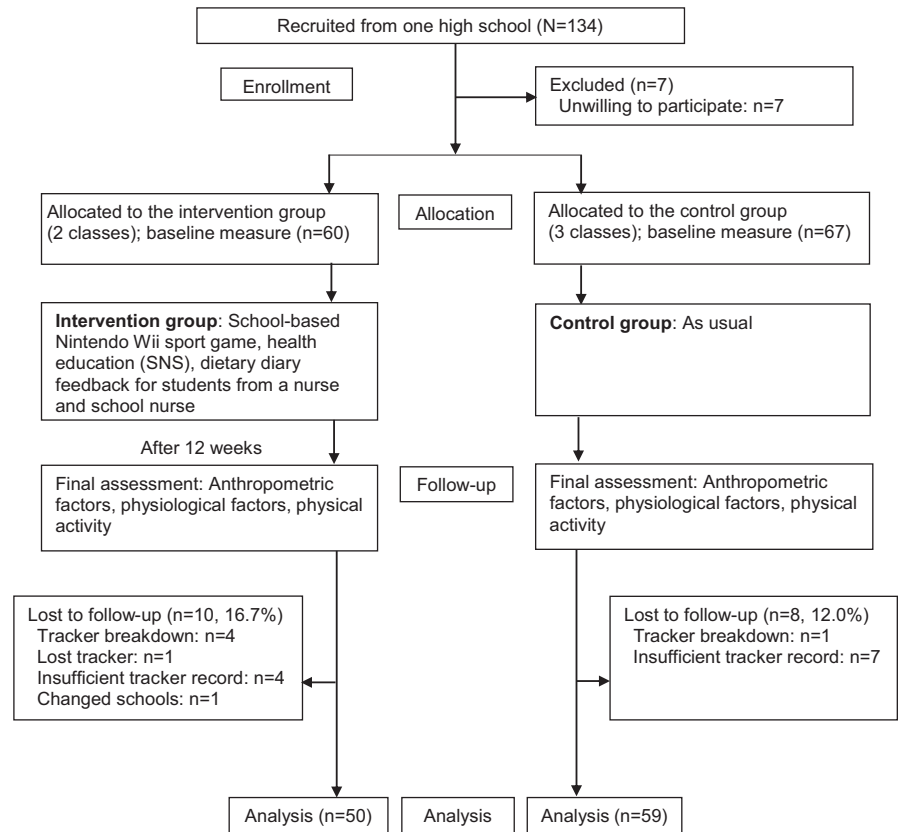 Recruited from one high school (N=134)
Enrollment
Excluded (n=7)
Unwilling to participate: n=7
Allocated to the intervention group
(2 classes); baseline measure (n=60)
Allocation
Allocated to the control group
(3 classes); baseline measure (n=67)
Intervention group: School-based
Nintendo Wii sport game, health
education (SNS), dietary diary
feedback for students from a nurse
and school nurse
Control group: As usual
After 12 weeks
Final assessment: Anthropometric
factors, physiological factors, physical
activity
Follow-up
Final assessment: Anthropometric
factors, physiological factors, physical
activity
Lost to follow-up (n=10, 16.7%)
Tracker breakdown: n=4
Lost tracker: n=1
Insufficient tracker record: n=4
Changed schools: n=1
Lost to follow-up (n=8, 12.0%)
Tracker breakdown: n=1
Insufficient tracker record: n=7
Analysis (n=50)
Analysis
Analysis (n=59)